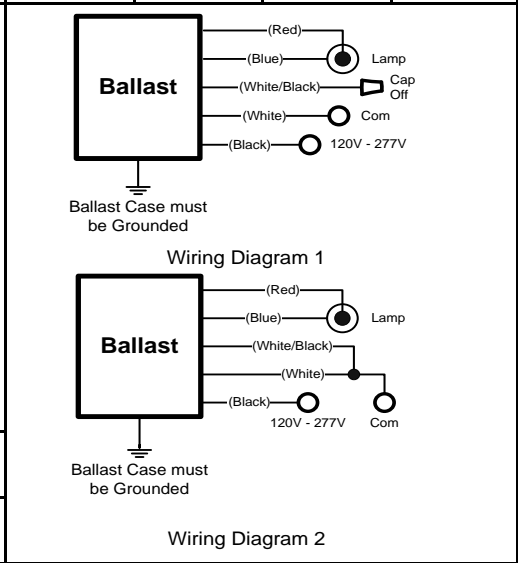 (Red)
(Blue)
Lamp
Ballast
(White/Black)
Cap
Off
(White)
Com
(Black)
120V - 277V
Ballast Case must
be Grounded
Wiring Diagram 1
(Red)
(Blue)
Lamp
Ballast
(White/Black)
(White)
(Black)
120V - 277V
Com
Ballast Case must
be Grounded
Wiring Diagram 2